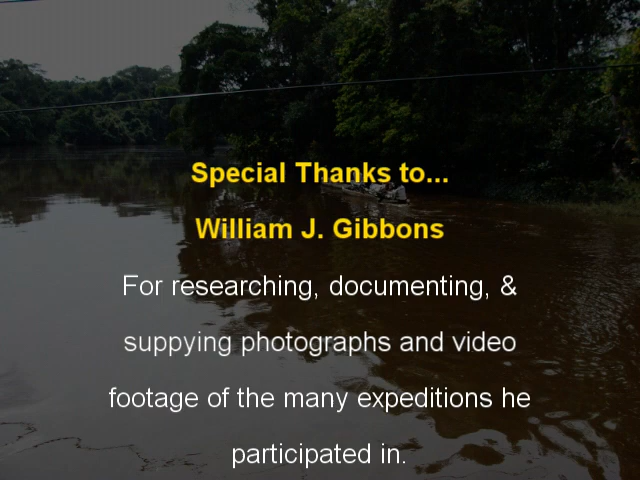 Special Thanks to...
William J. Gibbons
For researching, documenting, &
suppying photographs and video
footage of the many expeditions he
participated in.